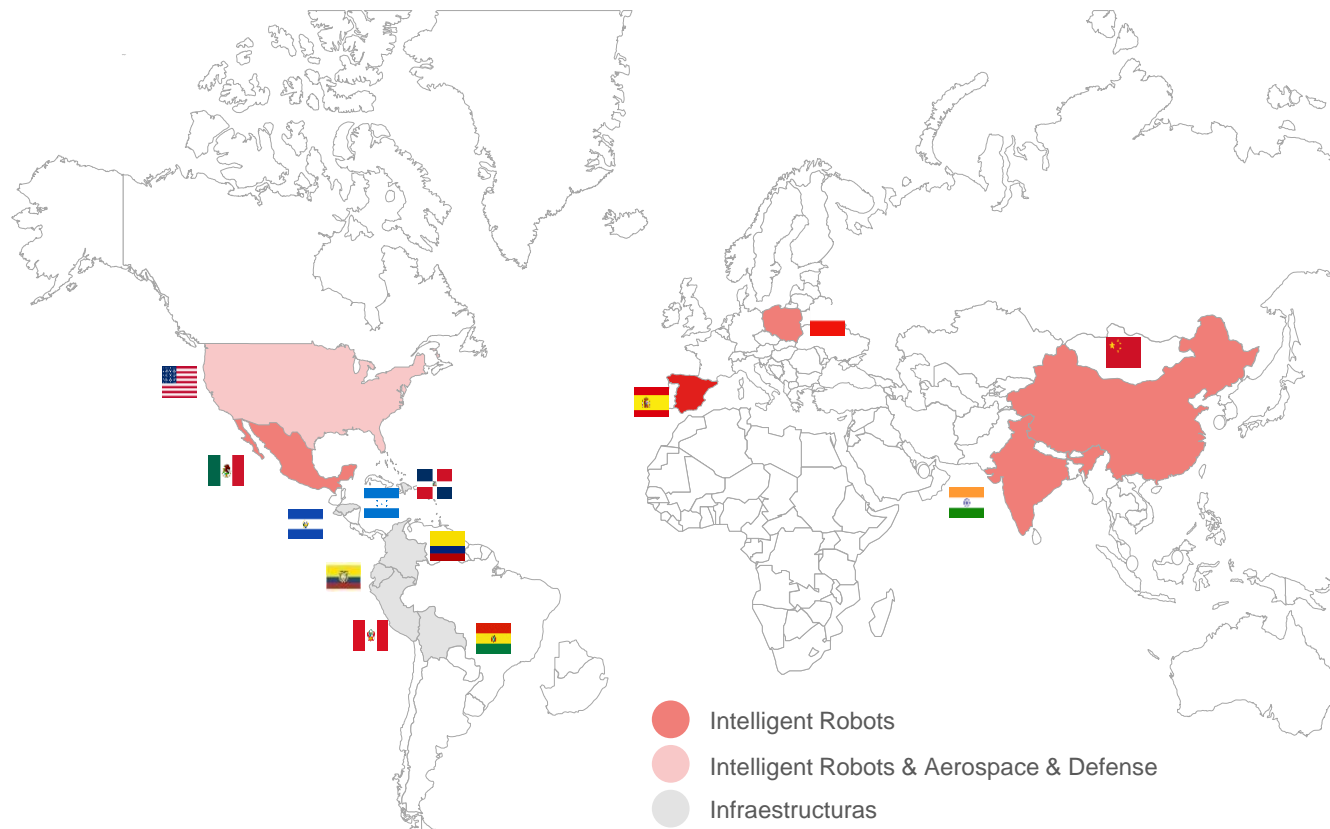 Intelligent Robots
Intelligent Robots & Aerospace & Defense
Infraestructuras